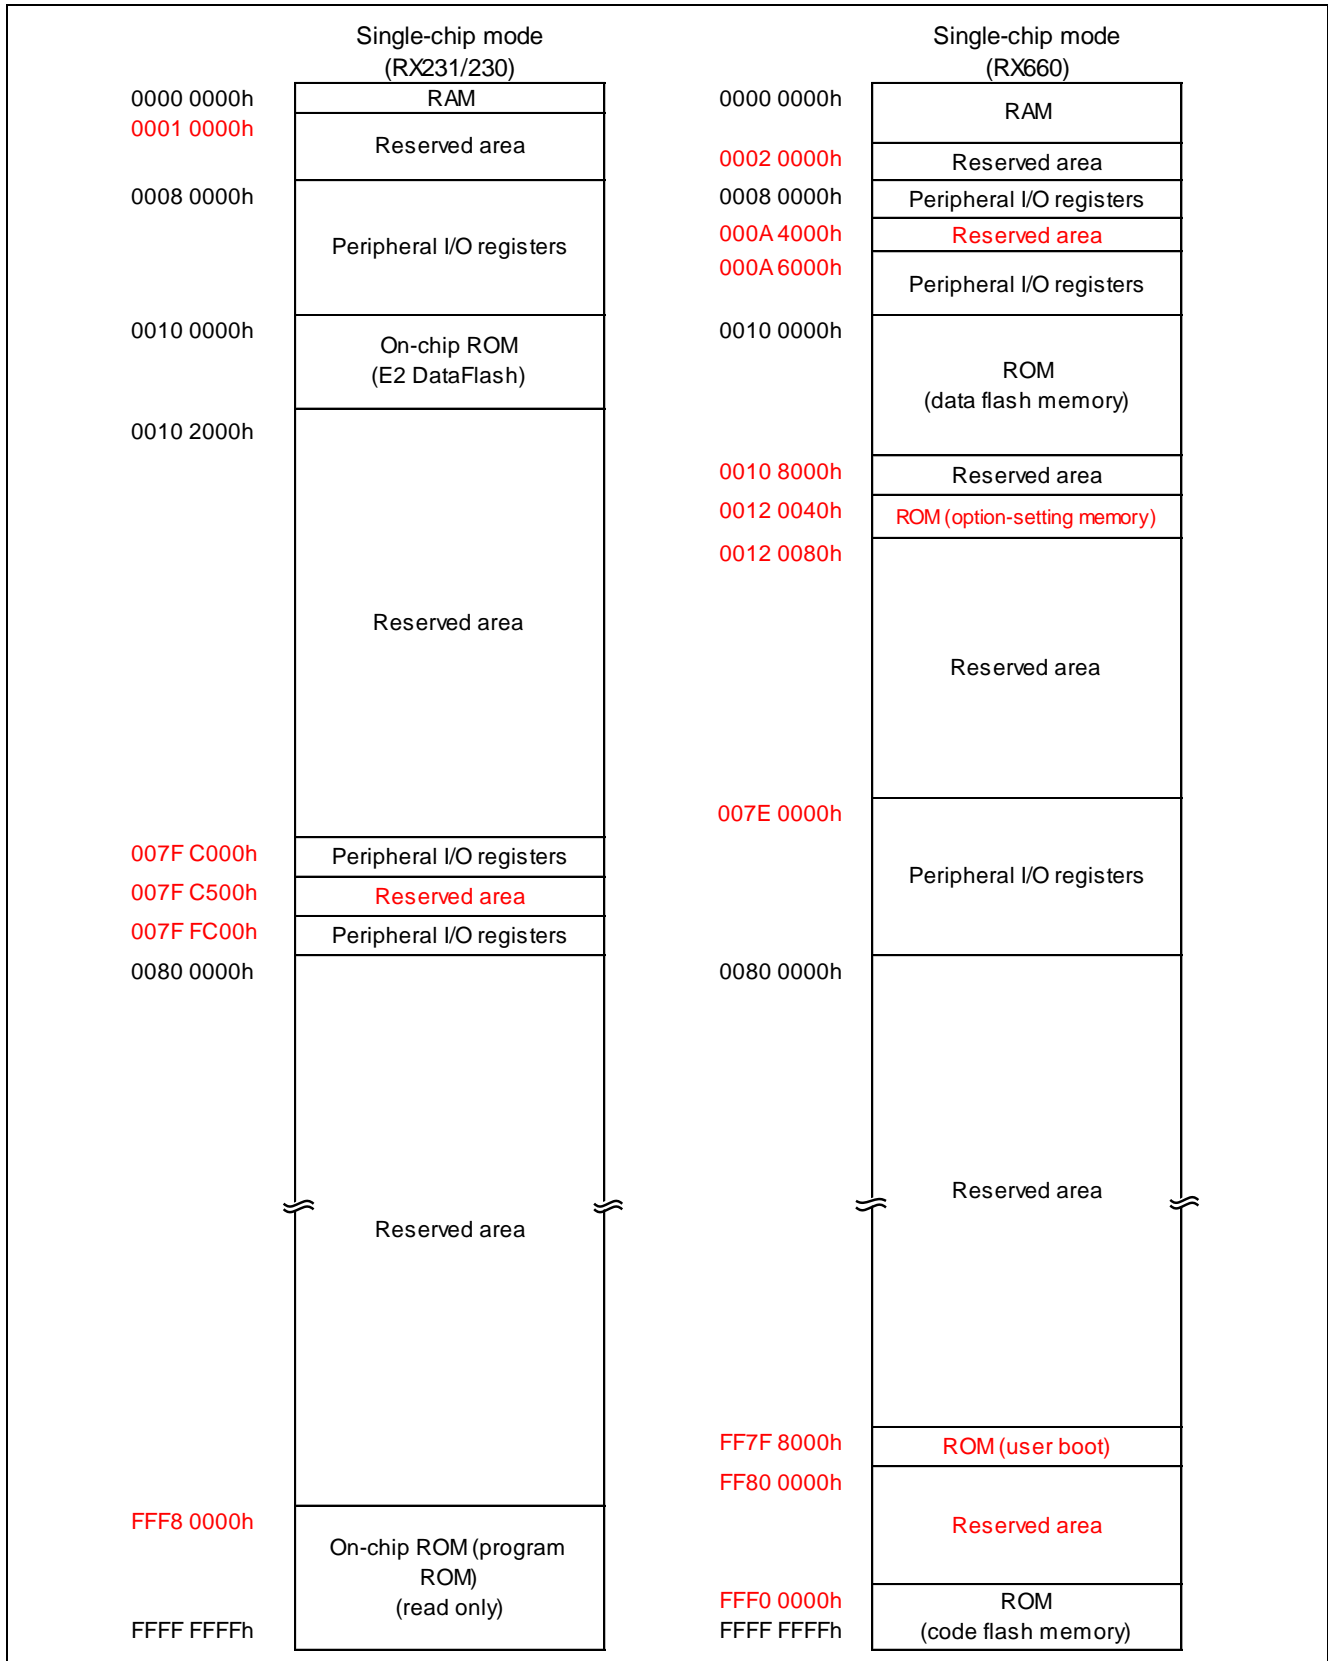 Single-chip mode
(RX231/230)
0000 0000h
RAM
0001 0000h
Reserved area
0008 0000h
Peripheral I/O registers
0010 0000h
On-chip ROM
(E2 DataFlash)
0010 2000h
Reserved area
007F C000h
Peripheral I/O registers
007F C500h
Reserved area
007F FC00h
Peripheral I/O registers
0080 0000h
Reserved area
FFF8 0000h
On-chip ROM (program
ROM)
(read only)
FFFF FFFFh
Single-chip mode
(RX660)
0000 0000h
RAM
0002 0000h
Reserved area
0008 0000h
Peripheral I/O registers
000A 4000h
Reserved area
000A 6000h
Peripheral I/O registers
0010 0000h
ROM
(data flash memory)
0010 8000h
Reserved area
0012 0040h
ROM (option-setting memory)
0012 0080h
Reserved area
007E 0000h
Peripheral I/O registers
0080 0000h
Reserved area
FF7F 8000h
ROM (user boot)
FF80 0000h
Reserved area
FFF0 0000h
ROM
(code flash memory)
FFFF FFFFh